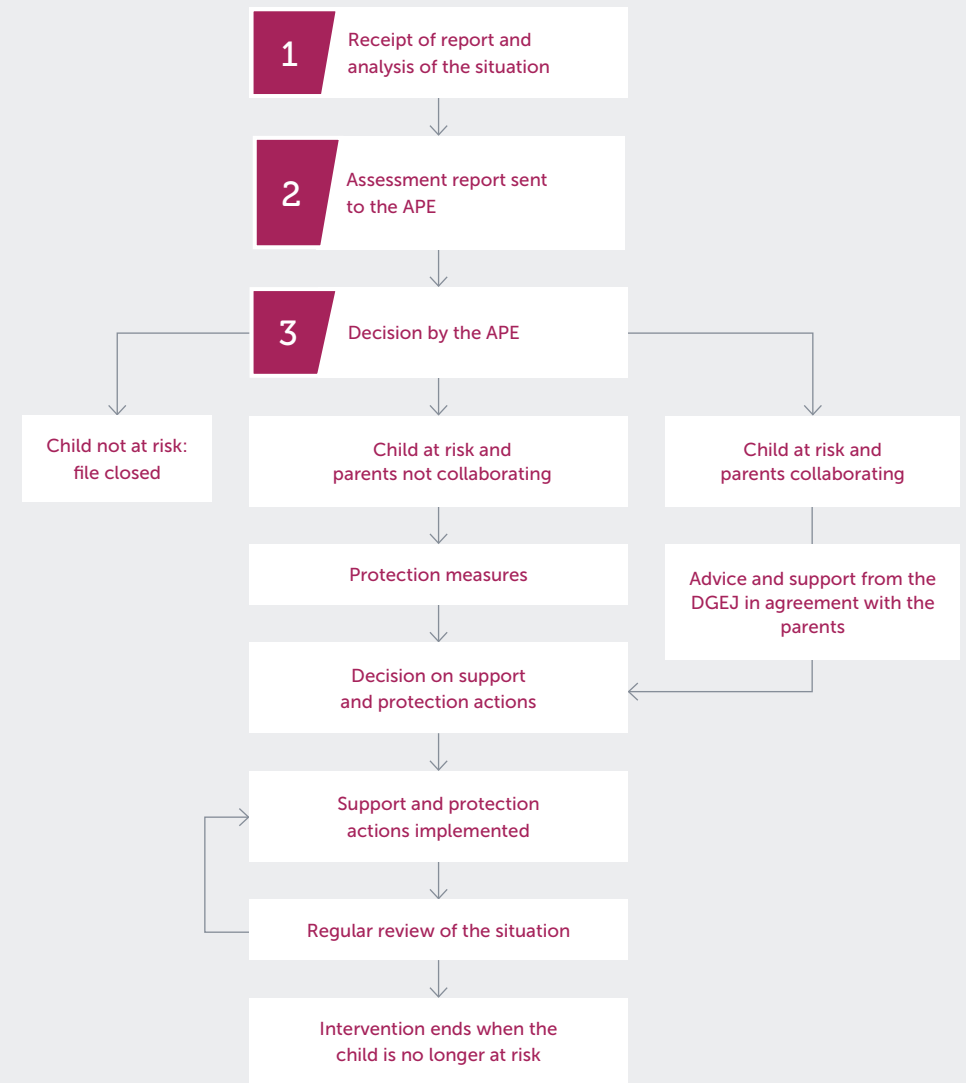 1
Receipt of report and
analysis of the situation
2
Assessment report sent
to the APE
3
Decision by the APE
Child not at risk:
file closed
Child at risk and
parents not collaborating
Child at risk and
parents collaborating
Protection measures
Advice and support from the
DGEJ in agreement with the
parents
Decision on support
and protection actions
Support and protection
actions implemented
Regular review of the situation
Intervention ends when the
child is no longer at risk